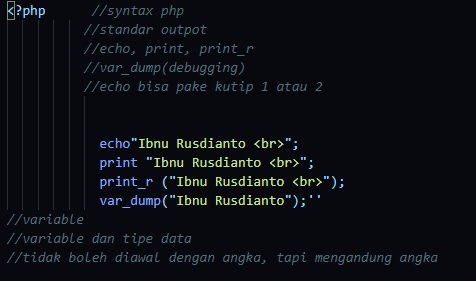 <?php //syntax php
//standar outpot
//echo, print, print_r
//var_dump(debugging)
//echo bisa pake kutip 1 atau 2
echo"Ibnu Rusdianto <br>";
print "Ibnu Rusdianto <br>";
print_r ("Ibnu Rusdianto <br>");
var_dump("Ibnu Rusdianto");''
//variable
//variable dan tipe data
//tidak boleh diawal dengan angka, tapi mengandung angka